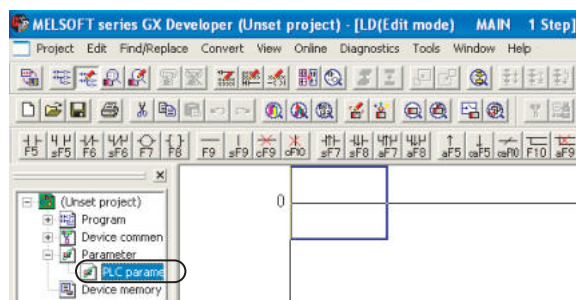 MELSOFT series GX Developer (Unset project) - [LD(Edit mode) MAIN 1 Step]
Project Edit Find/Replace Convert View Online Diagnostics Tools Window Help
F5 sF5 F6 sF6 F7 F8 F9 sF9 cF9 cF10 sF7 sF8 aF7 aF8 aF5 caF5 caF10 F10 aF9
(Unset project)
Program
Device commen
Parameter
PLC parame
Device memory
0